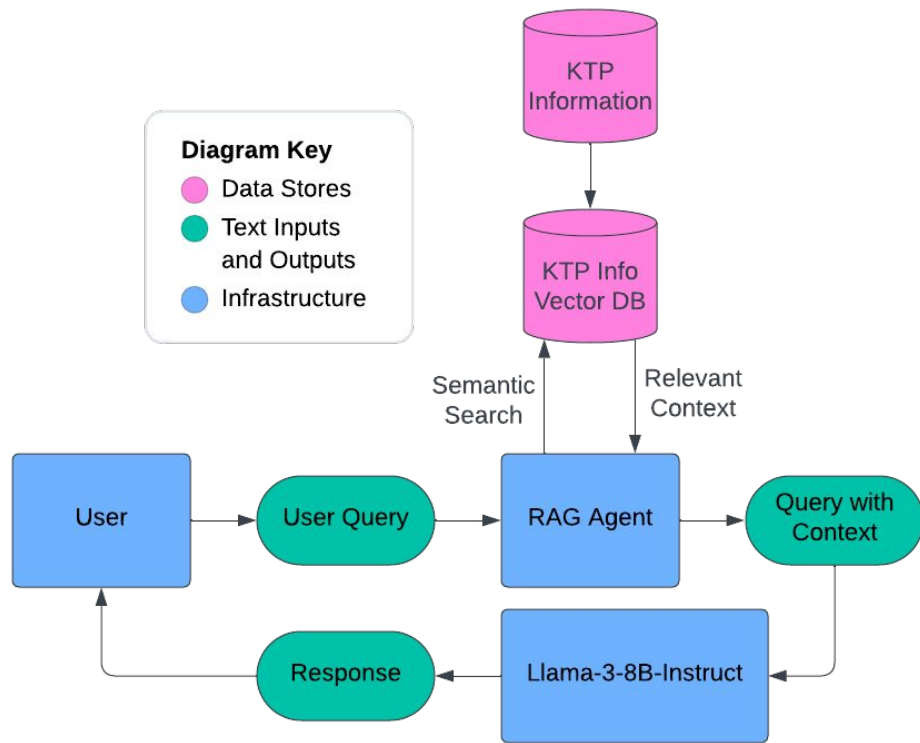 KTP
Information
Diagram Key
Data Stores
Text Inputs
and Outputs
Infrastructure
KTP Info
Vector DB
Semantic
Search
Relevant
Context
User
User Query
RAG Agent
Query with
Context
Response
Llama-3-8B-Instruct